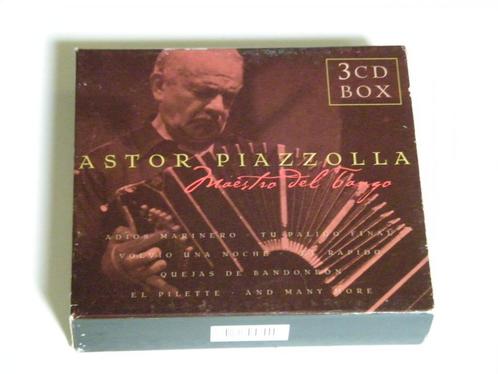 3CD
BOX
ASTOR PIAZZOLLA
Maestro del Tango
ADIOS MARINERO · TU PALIDO FINAL
VOLVIO UNA NOCHE · RAPIDO
QUEJAS DE BANDONEON
EL PILETTE · AND MANY MORE